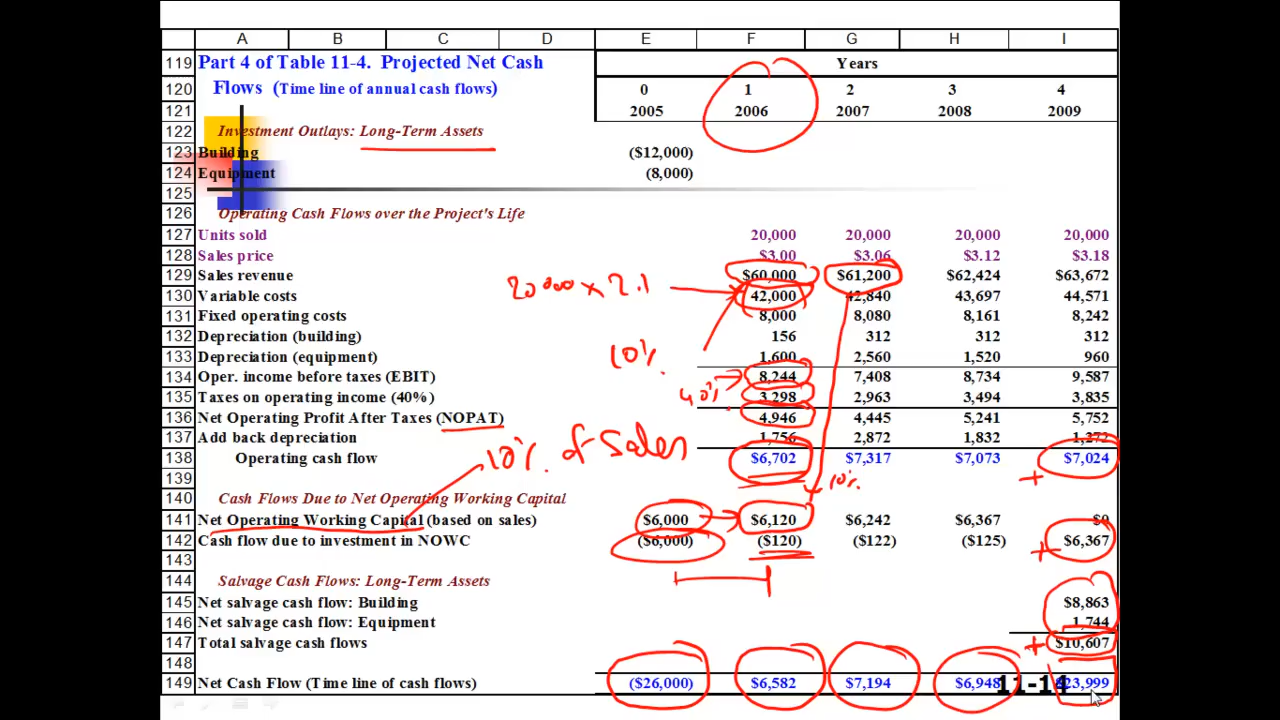 A B C D E F G H I
119 Part 4 of Table 11-4. Projected Net Cash Years
120 Flows (Time line of annual cash flows) 0 1 2 3 4
121 2005 2006 2007 2008 2009
122 Investment Outlays: Long-Term Assets
123 Building ($12,000)
124 Equipment (8,000)
125
126 Operating Cash Flows over the Project's Life
127 Units sold 20,000 20,000 20,000 20,000
128 Sales price $3.00 $3.06 $3.12 $3.18
129 Sales revenue $60,000 $61,200 $62,424 $63,672
20000 x 2.1
130 Variable costs 42,000 42,840 43,697 44,571
131 Fixed operating costs 8,000 8,080 8,161 8,242
132 Depreciation (building) 156 312 312 312
10%.
133 Depreciation (equipment) 1,600 2,560 1,520 960
134 Oper. income before taxes (EBIT) 8,244 7,408 8,734 9,587
40%
135 Taxes on operating income (40%) 3,298 2,963 3,494 3,835
136 Net Operating Profit After Taxes (NOPAT) 4,946 4,445 5,241 5,752
137 Add back depreciation 1,756 2,872 1,832 1,272
10%. of Sales
138 Operating cash flow $6,702 $7,317 $7,073 $7,024
+
139
10%.
140 Cash Flows Due to Net Operating Working Capital
141 Net Operating Working Capital (based on sales) $6,000 $6,120 $6,242 $6,367 $0
142 Cash flow due to investment in NOWC ($6,000) ($120) ($122) ($125) $6,367
+
143
144 Salvage Cash Flows: Long-Term Assets
145 Net salvage cash flow: Building $8,863
146 Net salvage cash flow: Equipment 1,744
147 Total salvage cash flows + $10,607
148
149 Net Cash Flow (Time line of cash flows) ($26,000) $6,582 $7,194 $6,948 $23,999
11-14